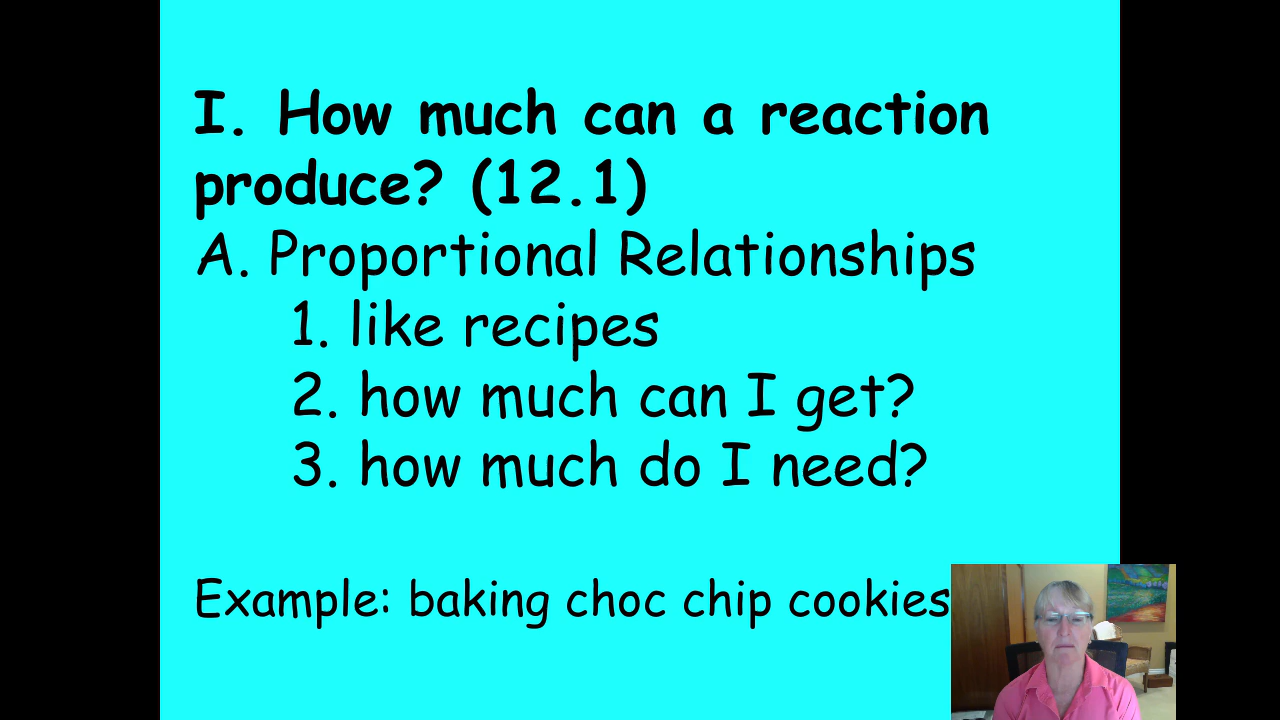 I. How much can a reaction
produce? (12.1)
A. Proportional Relationships
1. like recipes
2. how much can I get?
3. how much do I need?
Example: baking choc chip cookies